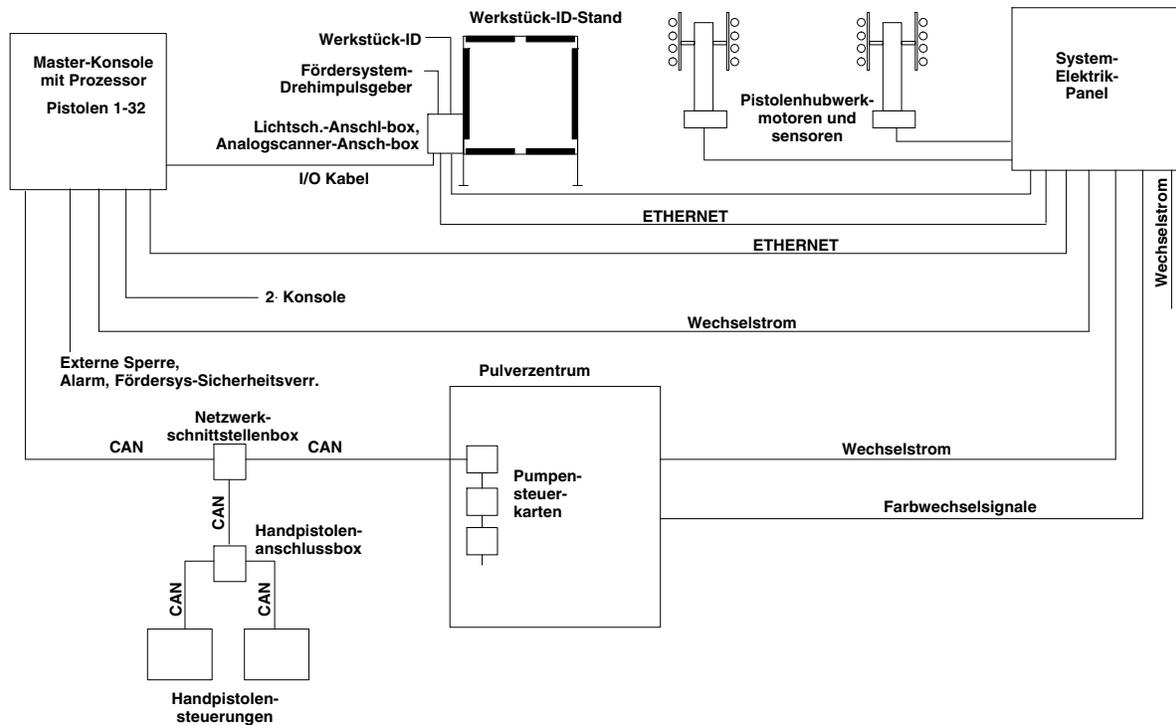 Werkstück-ID-Stand
Master-Konsole
mit Prozessor
Pistolen 1-32
Werkstück-ID
Fördersystem-
Drehimpulsgeber
Lichtsch.-Anschl-box,
Analogscanner-Ansch-box
I/O Kabel
Pistolenhubwerk-
motoren und
sensoren
System-
Elektrik-
Panel
Wechselstrom
ETHERNET
ETHERNET
2· Konsole
Wechselstrom
Externe Sperre,
Alarm, Fördersys-Sicherheitsverr.
Pulverzentrum
Netzwerk-
schnittstellenbox
CAN
CAN
Wechselstrom
Pumpen-
steuer-
karten
CAN
Farbwechselsignale
Handpistolen-
anschlussbox
CAN
CAN
Handpistolen-
steuerungen